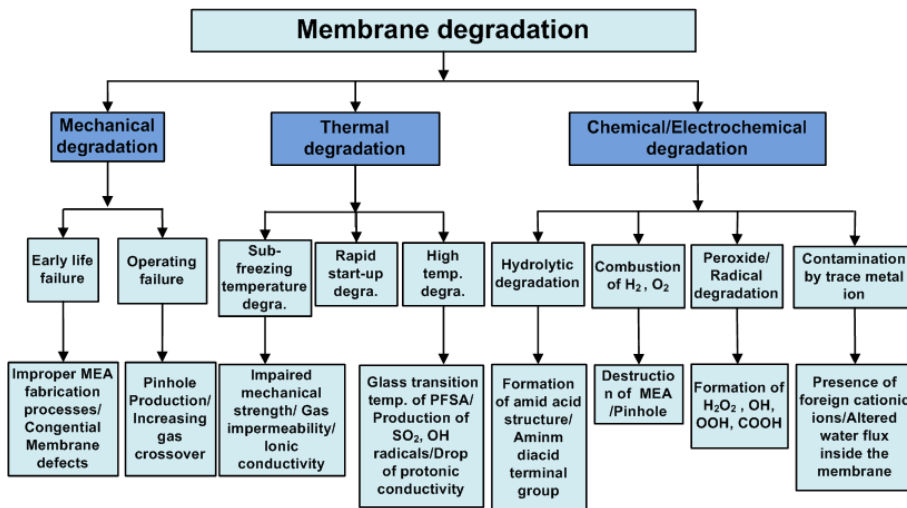 Membrane degradation
Mechanical
degradation
Thermal
degradation
Chemical/Electrochemical
degradation
Early life
failure
Operating
failure
Sub-
freezing
temperature
degra.
Rapid
start-up
degra.
High
temp.
degra.
Hydrolytic
degradation
Combustion
of H₂ , O₂
Peroxide/
Radical
degradation
Contamination
by trace metal
ion
Improper MEA
fabrication
processes/
Congential
Membrane
defects
Pinhole
Production/
Increasing
gas
crossover
Impaired
mechanical
strength/ Gas
impermeability/
Ionic
conductivity
Glass transition
temp. of PFSA/
Production of
SO₂, OH
radicals/Drop
of protonic
conductivity
Formation of
amid acid
structure/
Aminm
diacid
terminal
group
Destructio
n of MEA
/Pinhole
Formation of
H₂O₂ , OH,
OOH, COOH
Presence of
foreign cationic
ions/Altered
water flux
inside the
membrane